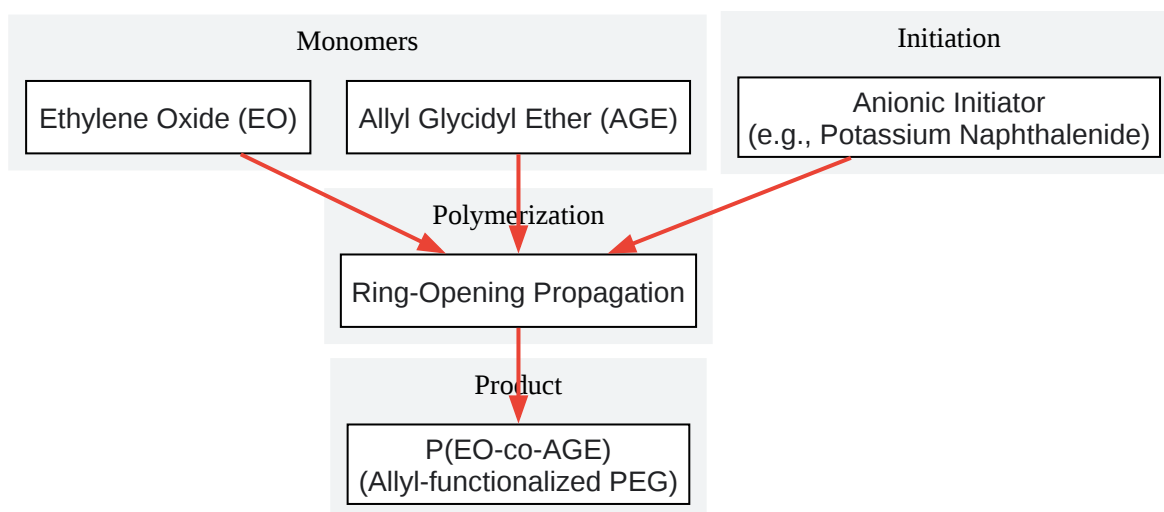 Monomers
Initiation
Ethylene Oxide (EO)
Allyl Glycidyl Ether (AGE)
Anionic Initiator
(e.g., Potassium Naphthalenide)
Polymerization
Ring-Opening Propagation
Product
P(EO-co-AGE)
(Allyl-functionalized PEG)